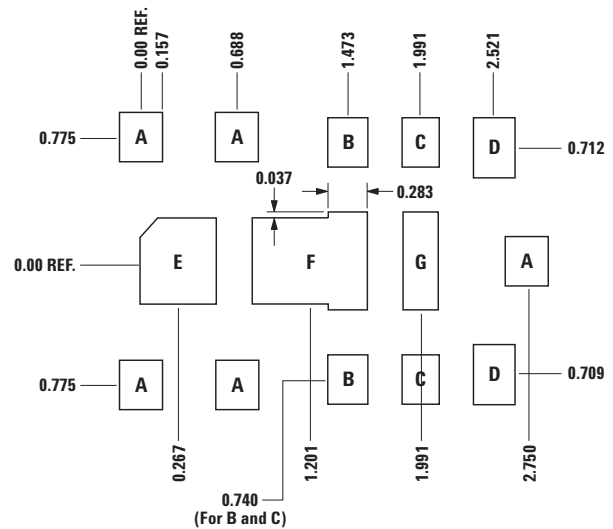 0.00 REF.
0.157
0.688
1.473
1.991
2.521
0.775
A
A
B
C
D
0.712
0.037
0.283
0.00 REF.
E
F
G
A
0.775
A
A
B
C
D
0.709
0.267
1.201
1.991
2.750
0.740
(For B and C)